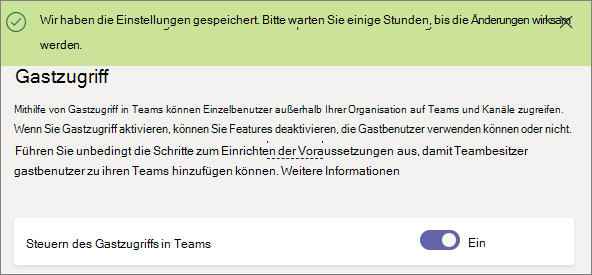 Wir haben die Einstellungen gespeichert. Bitte warten Sie einige Stunden, bis die Änderungen wirksam
werden.
Gastzugriff
Mithilfe von Gastzugriff in Teams können Einzelbenutzer außerhalb Ihrer Organisation auf Teams und Kanäle zugreifen.
Wenn Sie Gastzugriff aktivieren, können Sie Features deaktivieren, die Gastbenutzer verwenden können oder nicht.
Führen Sie unbedingt die Schritte zum Einrichten der Voraussetzungen aus, damit Teambesitzer
gastbenutzer zu ihren Teams hinzufügen können. Weitere Informationen
Steuern des Gastzugriffs in Teams
Ein